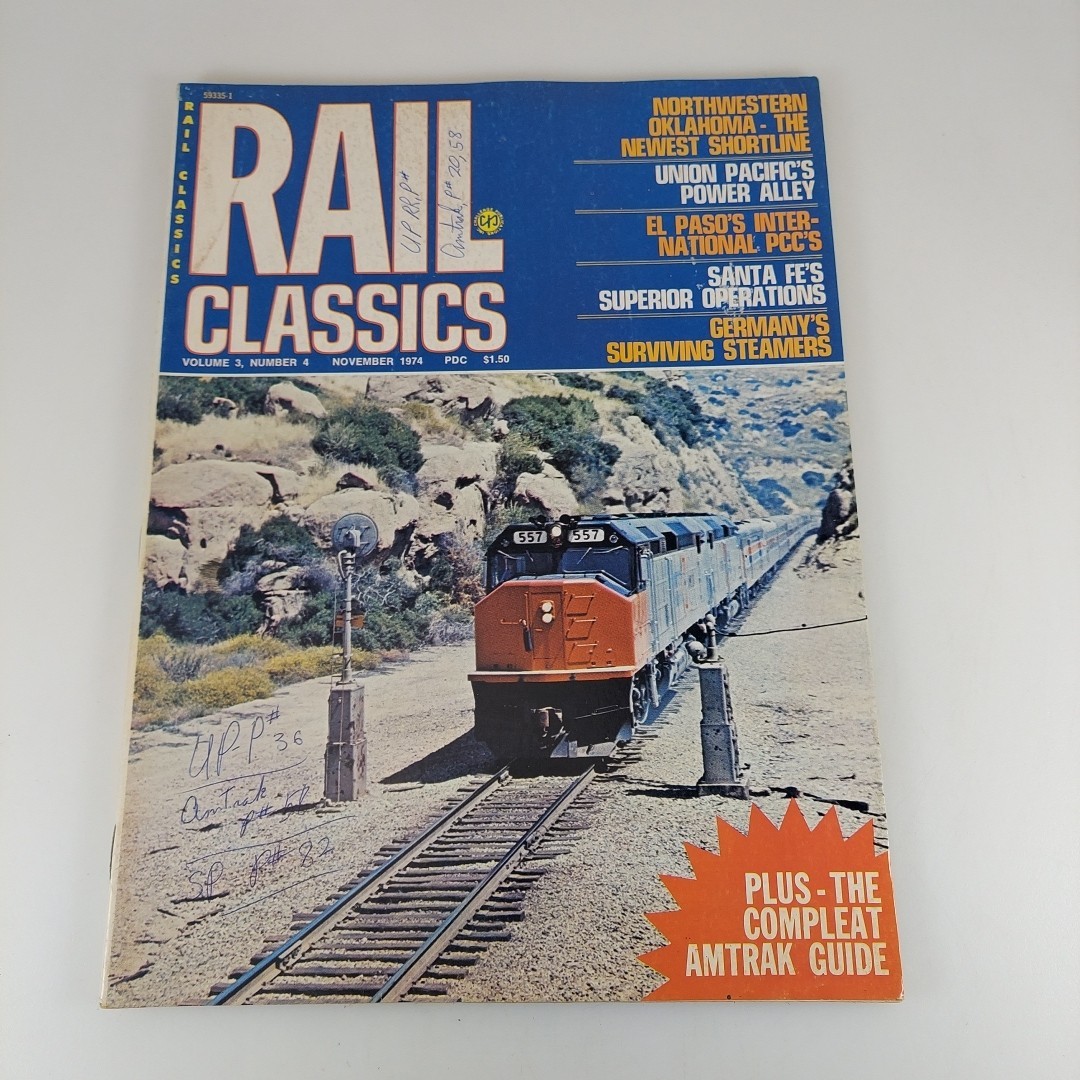 59335-1
RAIL CLASSICS
RAIL
CLASSICS
UP RR, P#
Amtrak, P# 20, 58
VOLUME 3, NUMBER 4 NOVEMBER 1974 PDC $1.50
NORTHWESTERN
OKLAHOMA - THE
NEWEST SHORTLINE
UNION PACIFIC'S
POWER ALLEY
EL PASO'S INTER-
NATIONAL PCC'S
SANTA FE'S
SUPERIOR OPERATIONS
GERMANY'S
SURVIVING STEAMERS
557 557
UP-P#
36
Amtrak
P#
SP P# 82
PLUS - THE
COMPLEAT
AMTRAK GUIDE